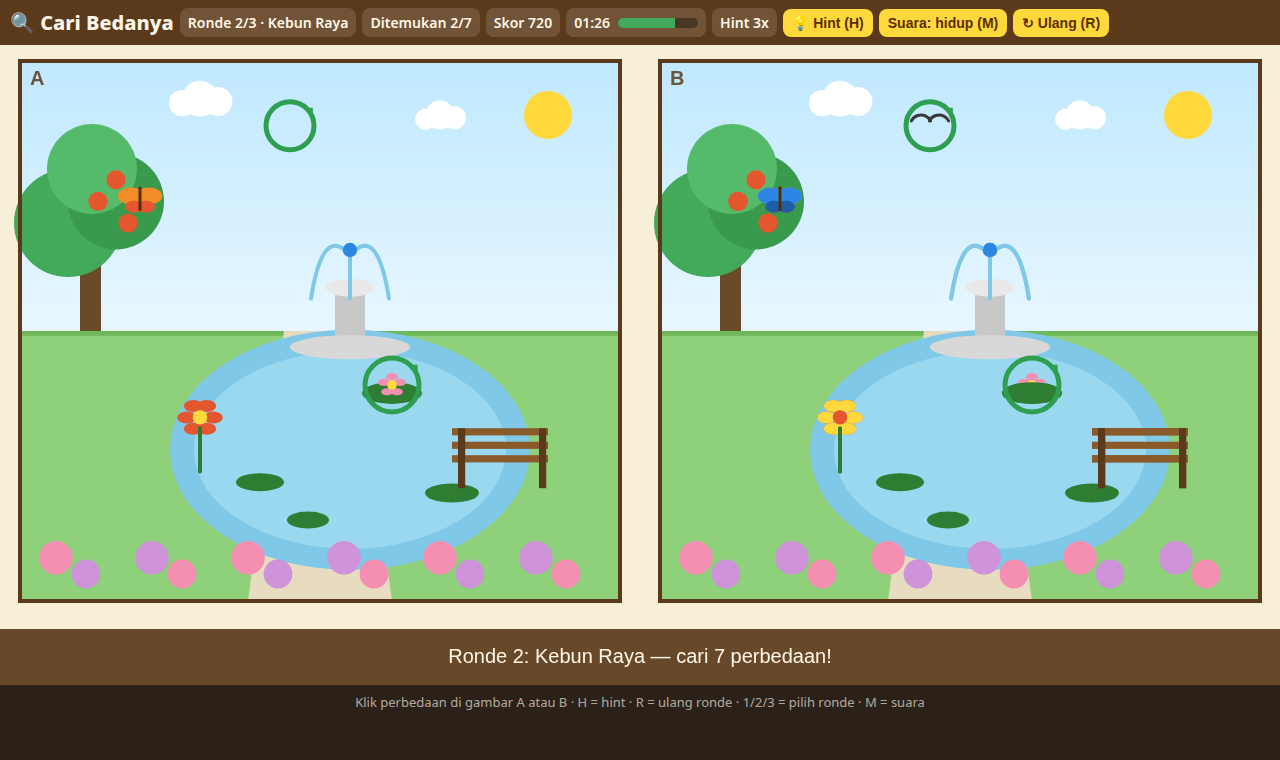 🔍 Cari Bedanya Ronde 2/3 · Kebun Raya Ditemukan 2/7 Skor 720 01:26 Hint 3x 💡 Hint (H) Suara: hidup (M) ↻ Ulang (R)
A B
Ronde 2: Kebun Raya — cari 7 perbedaan!
Klik perbedaan di gambar A atau B · H = hint · R = ulang ronde · 1/2/3 = pilih ronde · M = suara